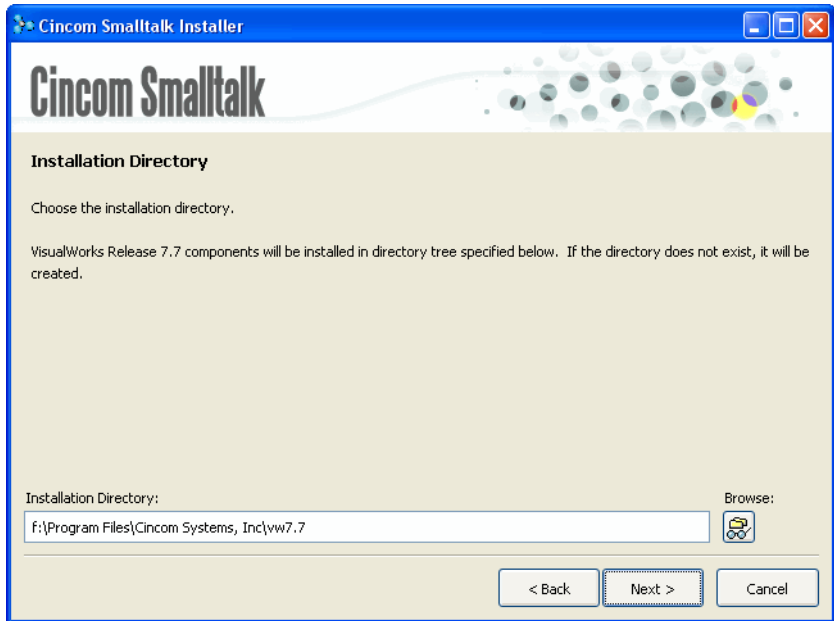 Cincom Smalltalk Installer
Cincom Smalltalk
Installation Directory
Choose the installation directory.
VisualWorks Release 7.7 components will be installed in directory tree specified below.  If the directory does not exist, it will be
created.
Installation Directory:
Browse:
f:\Program Files\Cincom Systems, Inc\vw7.7
< Back
Next >
Cancel